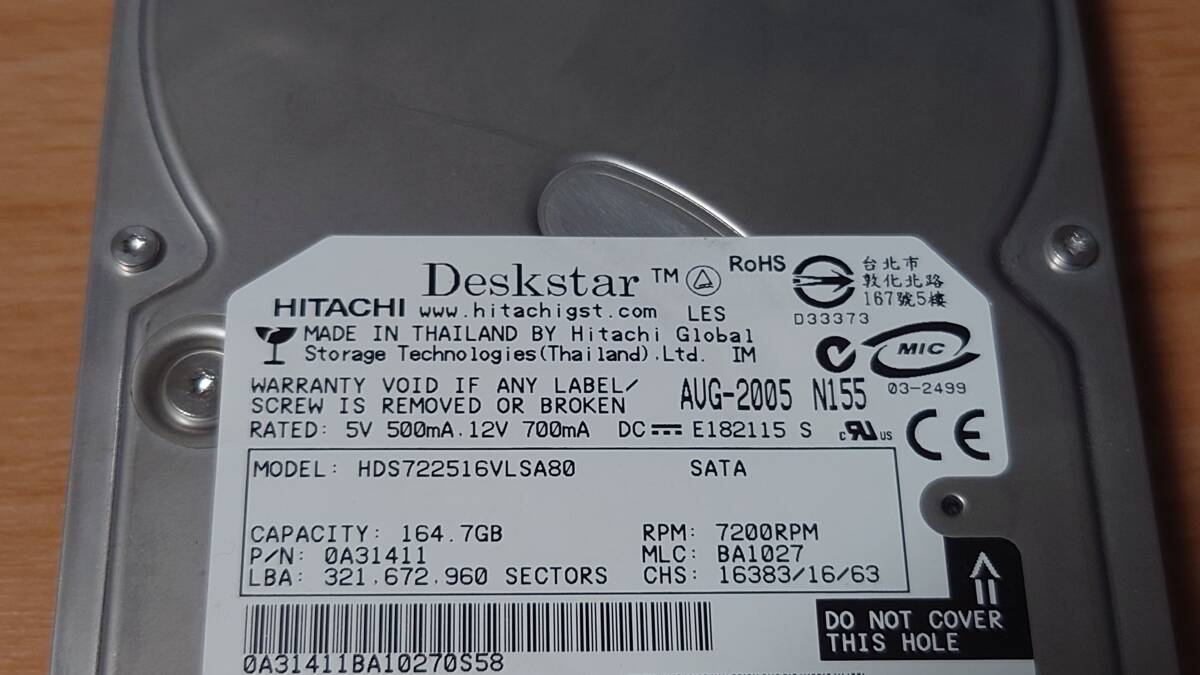 Deskstar™
RoHS
台北市
敦化北路
167號5樓
HITACHI www.hitachigst.com LES
D33373
MADE IN THAILAND BY Hitachi Global
Storage Technologies(Thailand).Ltd. IM
MIC
03-2499
WARRANTY VOID IF ANY LABEL/
SCREW IS REMOVED OR BROKEN
AUG-2005 N155
RATED: 5V 500mA.12V 700mA DC E182115 S
c US
CE
MODEL: HDS722516VLSA80 SATA
CAPACITY: 164.7GB RPM: 7200RPM
P/N: 0A31411 MLC: BA1027
LBA: 321,672,960 SECTORS CHS: 16383/16/63
DO NOT COVER
THIS HOLE
0A31411BA10270S58